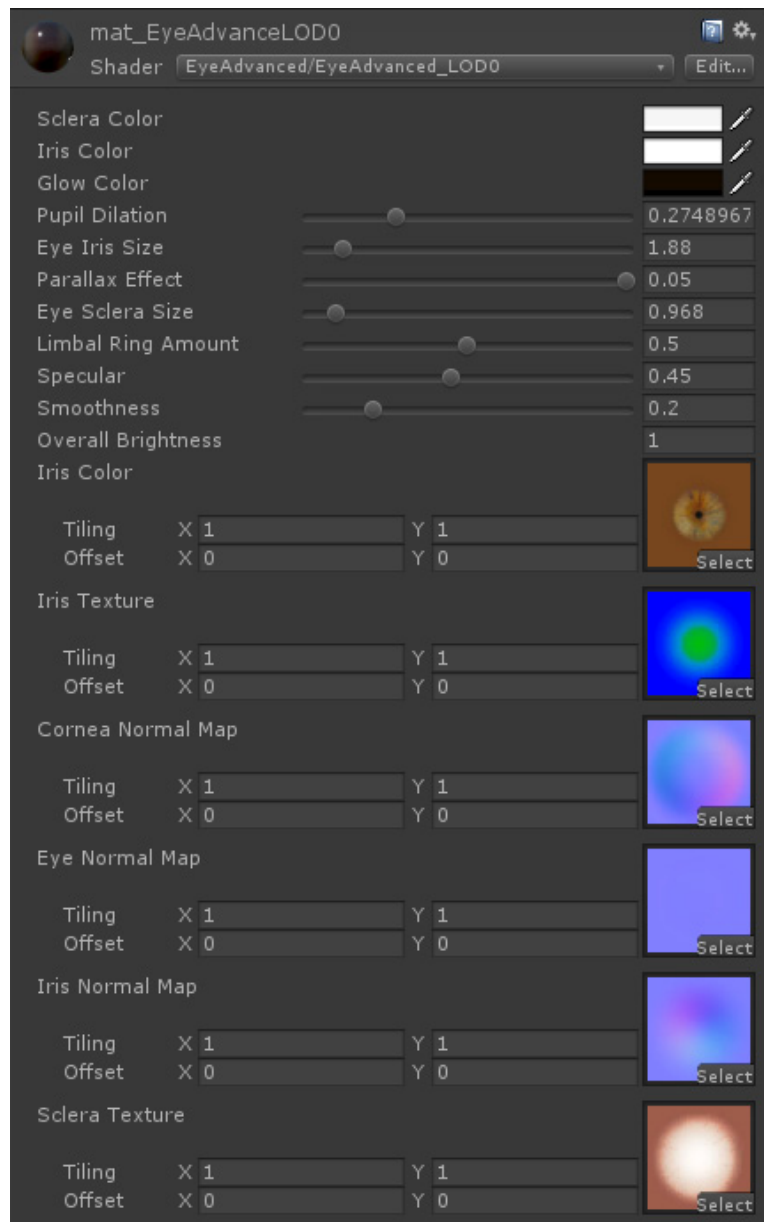 mat_EyeAdvanceLOD0
Shader EyeAdvanced/EyeAdvanced_LOD0 Edit...
Sclera Color
Iris Color
Glow Color
Pupil Dilation 0.2748967
Eye Iris Size 1.88
Parallax Effect 0.05
Eye Sclera Size 0.968
Limbal Ring Amount 0.5
Specular 0.45
Smoothness 0.2
Overall Brightness 1
Iris Color
Tiling X 1 Y 1
Offset X 0 Y 0 Select
Iris Texture
Tiling X 1 Y 1
Offset X 0 Y 0 Select
Cornea Normal Map
Tiling X 1 Y 1
Offset X 0 Y 0 Select
Eye Normal Map
Tiling X 1 Y 1
Offset X 0 Y 0 Select
Iris Normal Map
Tiling X 1 Y 1
Offset X 0 Y 0 Select
Sclera Texture
Tiling X 1 Y 1
Offset X 0 Y 0 Select